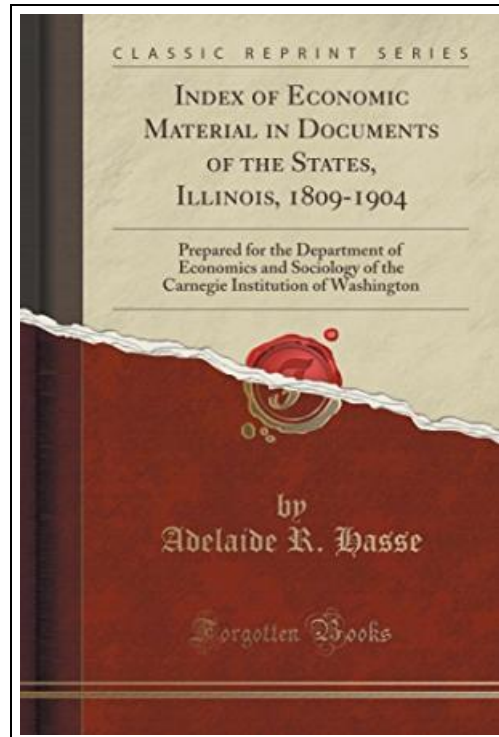 CLASSIC REPRINT SERIES
INDEX OF ECONOMIC
MATERIAL IN DOCUMENTS
OF THE STATES,
ILLINOIS, 1809-1904
Prepared for the Department of
Economics and Sociology of the
Carnegie Institution of Washington
by
Adelaide R. Hasse
Forgotten Books